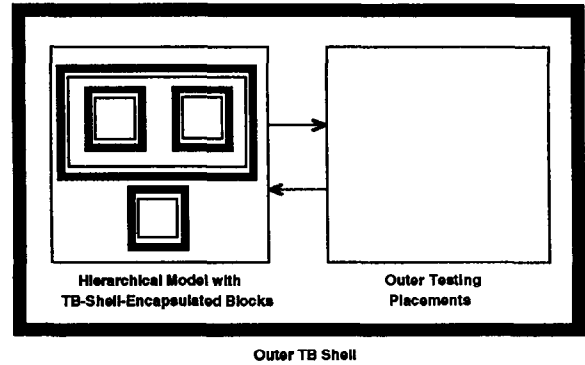 Hierarchical Model with
TB-Shell-Encapsulated Blocks
Outer Testing
Placements
Outer TB Shell